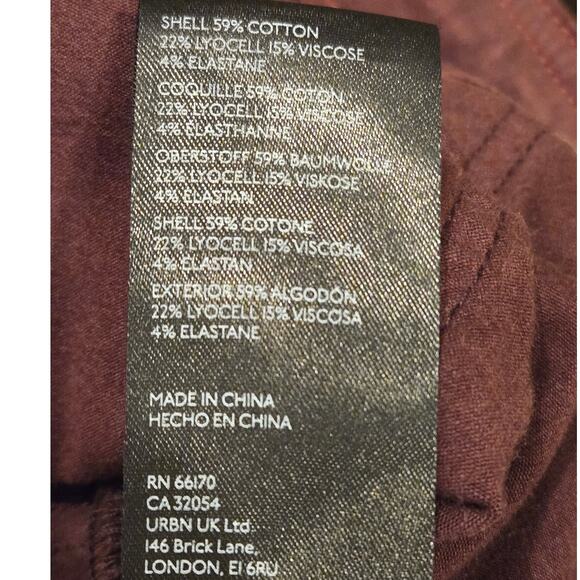 SHELL 59% COTTON
22% LYOCELL 15% VISCOSE
4% ELASTANE
COQUILLE 59% COTON
22% LYOCELL 15% VISCOSE
4% ELASTHANNE
OBERSTOFF 59% BAUMWOLLE
22% LYOCELL 15% VISKOSE
4% ELASTAN
SHELL 59% COTONE
22% LYOCELL 15% VISCOSA
4% ELASTAN
EXTERIOR 59% ALGODÓN
22% LYOCELL 15% VISCOSA
4% ELASTANE
MADE IN CHINA
HECHO EN CHINA
RN 66170
CA 32054
URBN UK Ltd.
146 Brick Lane,
LONDON, E1 6RU